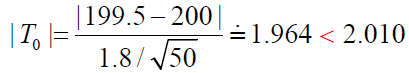 | T₀ |= | 199.5 − 200 | / 1.8 / √50 ≐ 1.964 < 2.010